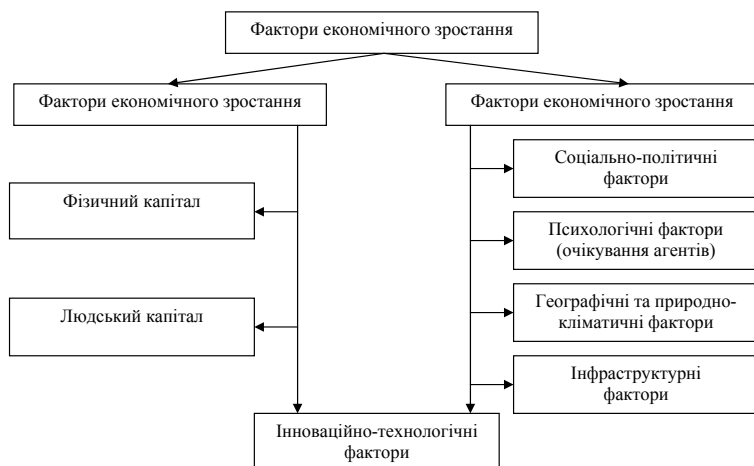 Фактори економічного зростання
Фактори економічного зростання
Фактори економічного зростання
Соціально-політичні
фактори
Фізичний капітал
Психологічні фактори
(очікування агентів)
Географічні та природно-
кліматичні фактори
Людський капітал
Інфраструктурні
фактори
Інноваційно-технологічні
фактори